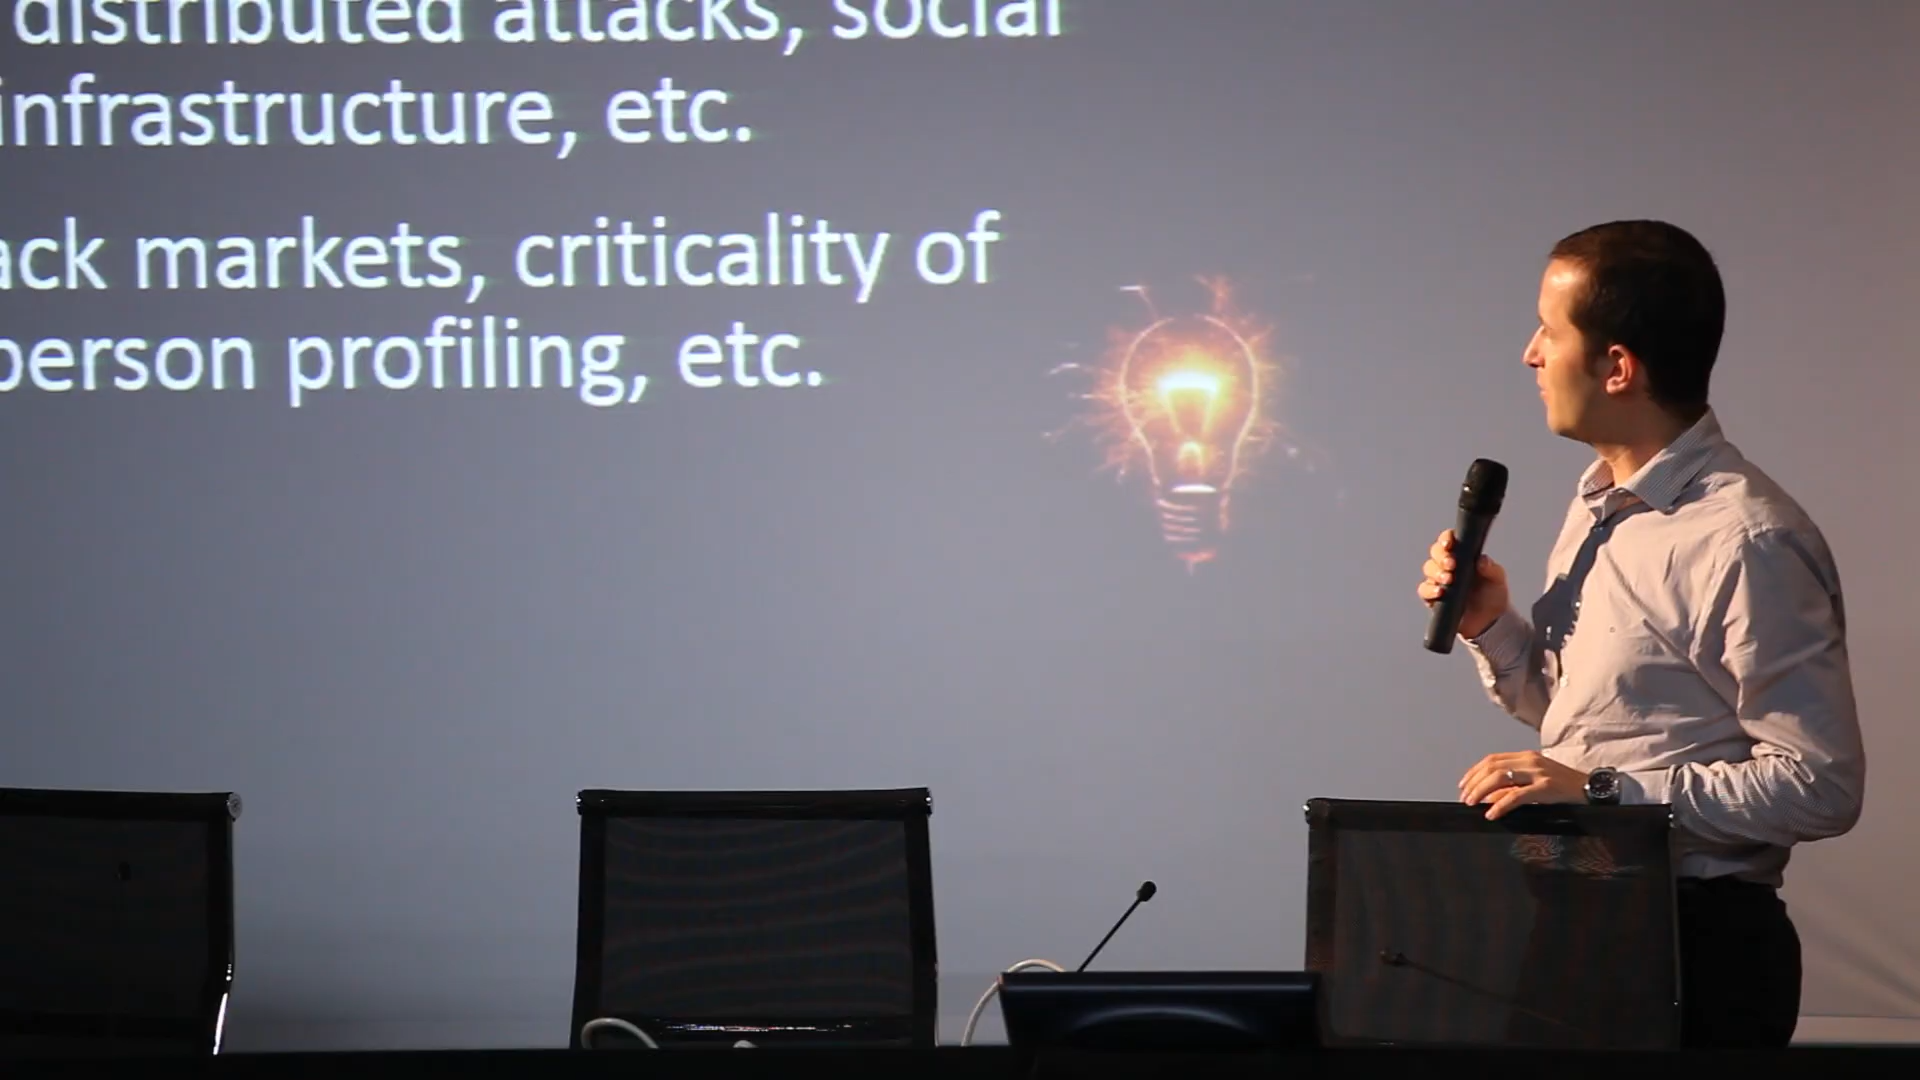 distributed attacks, social
infrastructure, etc.
ack markets, criticality of
person profiling, etc.